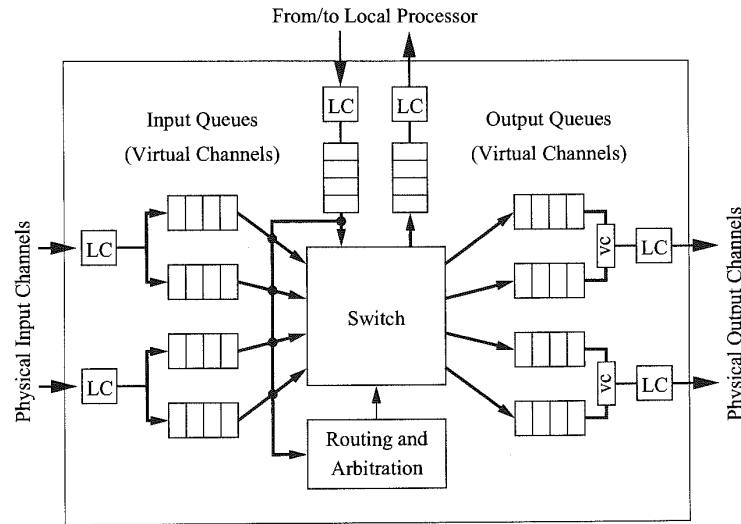 From/to Local Processor
LC
LC
Input Queues
(Virtual Channels)
Output Queues
(Virtual Channels)
Physical Input Channels
LC
LC
Switch
Routing and
Arbitration
VC
LC
VC
LC
Physical Output Channels